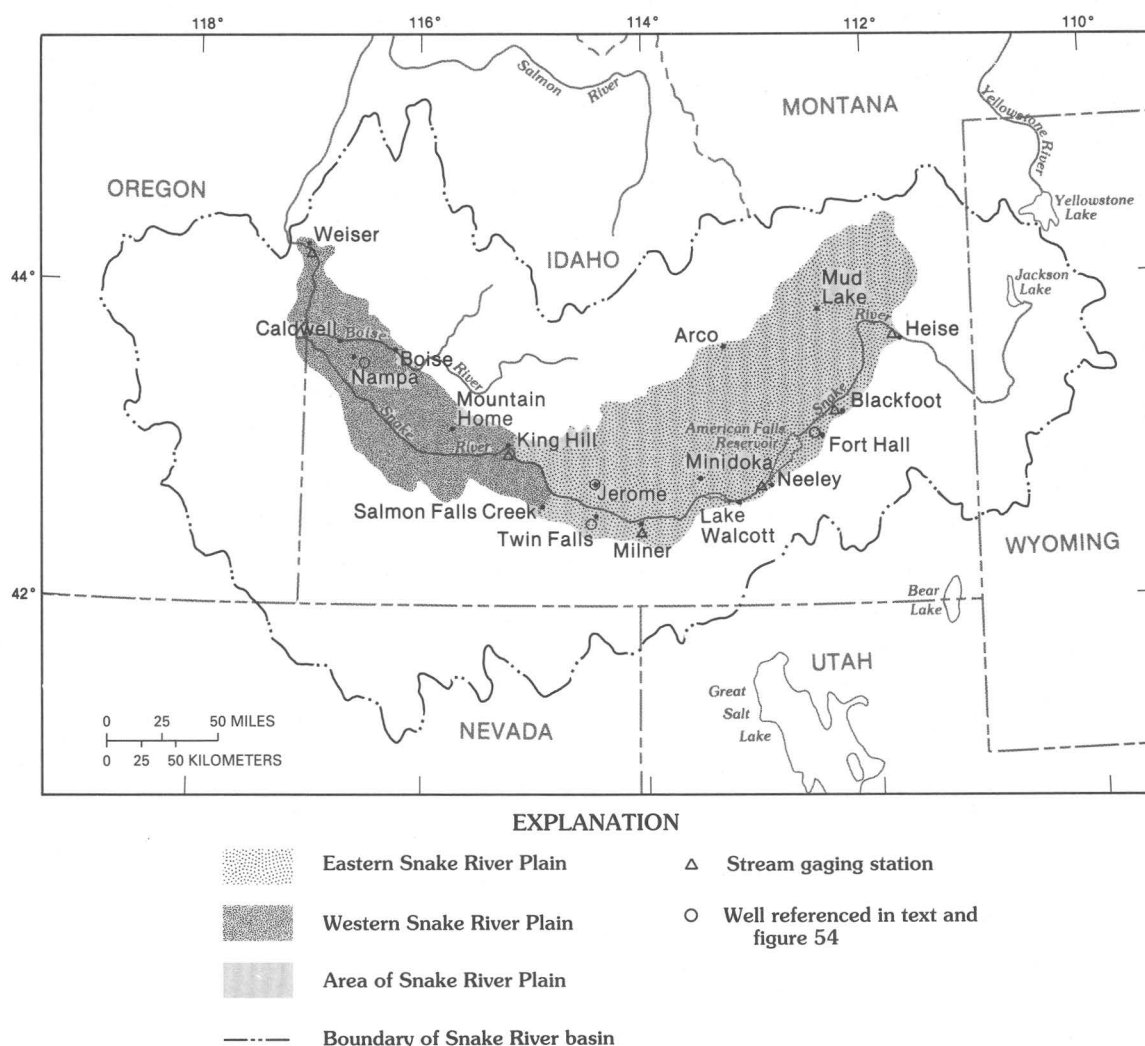 118°
116°
114°
112°
110°
Salmon
River
MONTANA
Yellowstone
River
OREGON
Yellowstone
Lake
Weiser
IDAHO
44°
Mud
Lake
Jackson
Lake
River
Heise
Caldwell
Boise
Arco
Boise
River
Nampa
Mountain
Home
Snake
Blackfoot
Snake
River
King Hill
American Falls
Reservoir
Fort Hall
Minidoka
Neeley
Jerome
Salmon Falls Creek
Lake
Walcott
Twin Falls
Milner
WYOMING
42°
Bear
Lake
UTAH
Great
Salt
Lake
NEVADA
0 25 50 MILES
0 25 50 KILOMETERS
EXPLANATION
Eastern Snake River Plain
Western Snake River Plain
Area of Snake River Plain
Boundary of Snake River basin
Stream gaging station
Well referenced in text and
figure 54